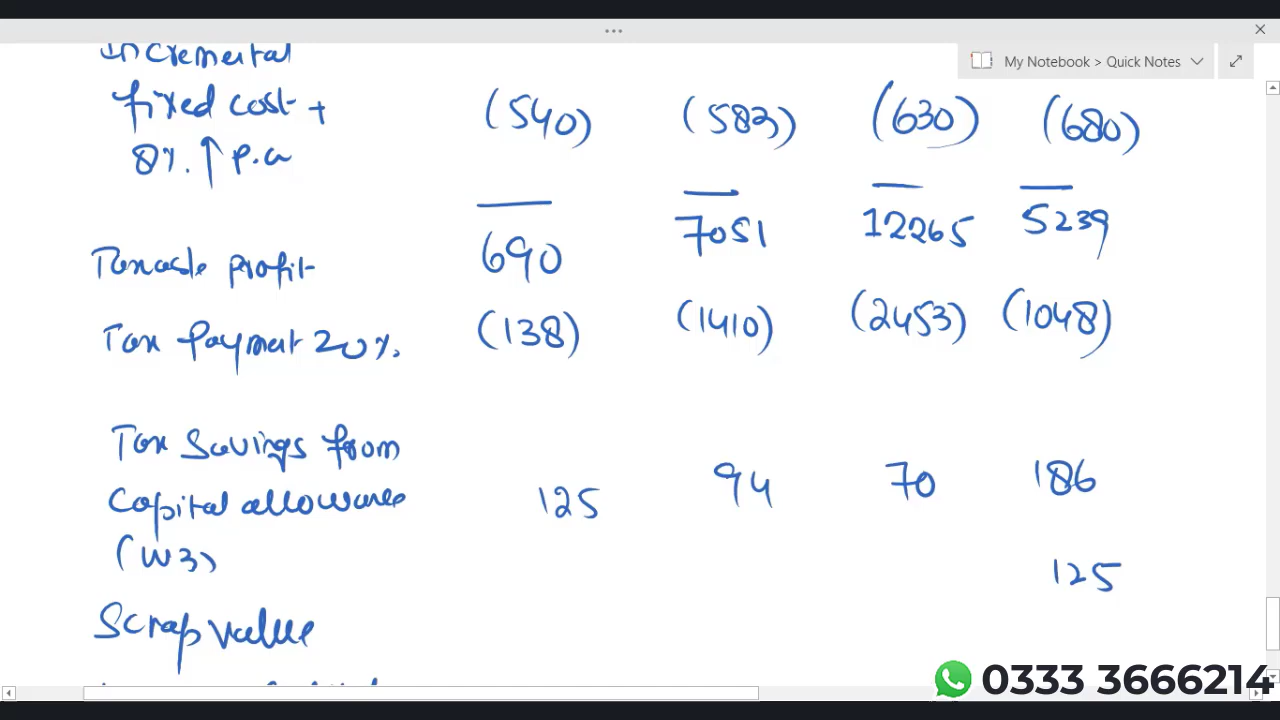 My Notebook > Quick Notes
Incremental
fixed cost + (540) (583) (630) (680)
8% ↑ p.a
Taxable profit 690 7051 12265 5239
Tax Payment 20% (138) (1410) (2453) (1048)
Tax Savings from
Capital allowance 125 94 70 186
(W3)
125
Scrap value
0333 3666214